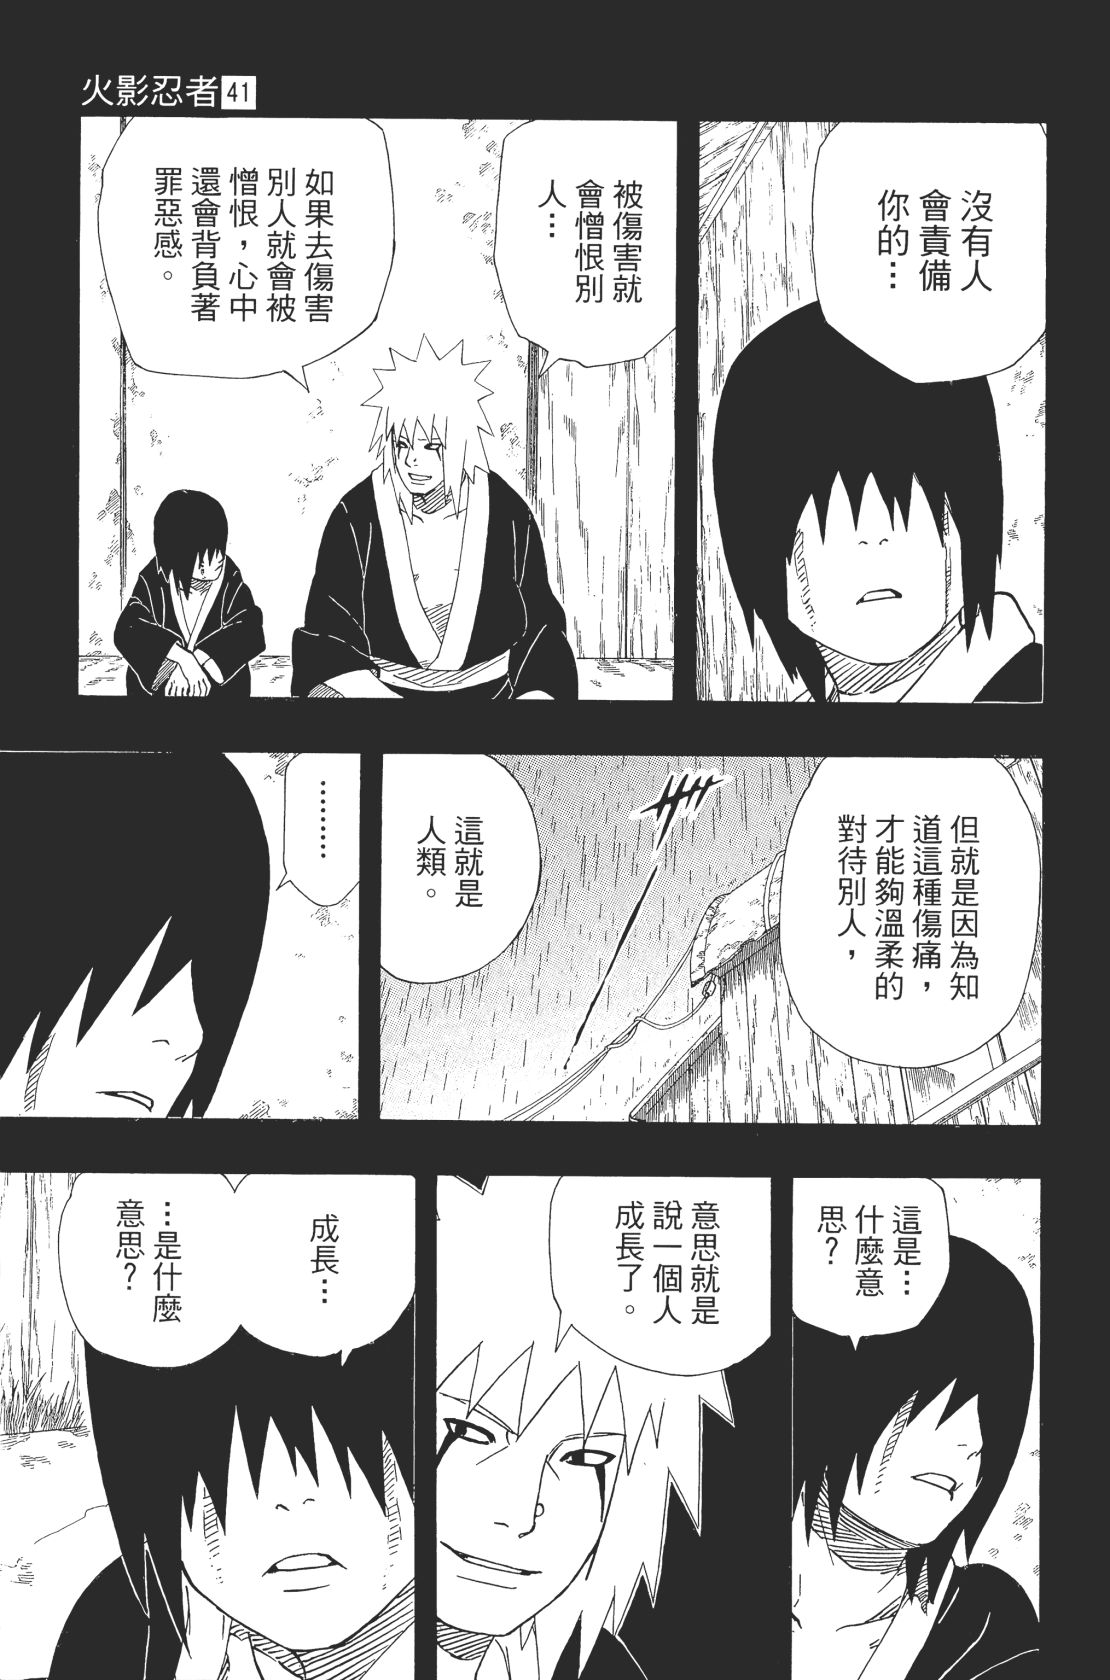 火影忍者 41
沒有人
會責備
你的…
被傷害就
會憎恨別
人…
如果去傷害
別人就會被
憎恨，心中
還會背負著
罪惡感。
但就是因為知
道這種傷痛，
才能夠溫柔的
對待別人，
這就是
人類。
………
這是…
什麼意
思？
意思就是
說一個人
成長了。
成長…
…是什麼
意思？